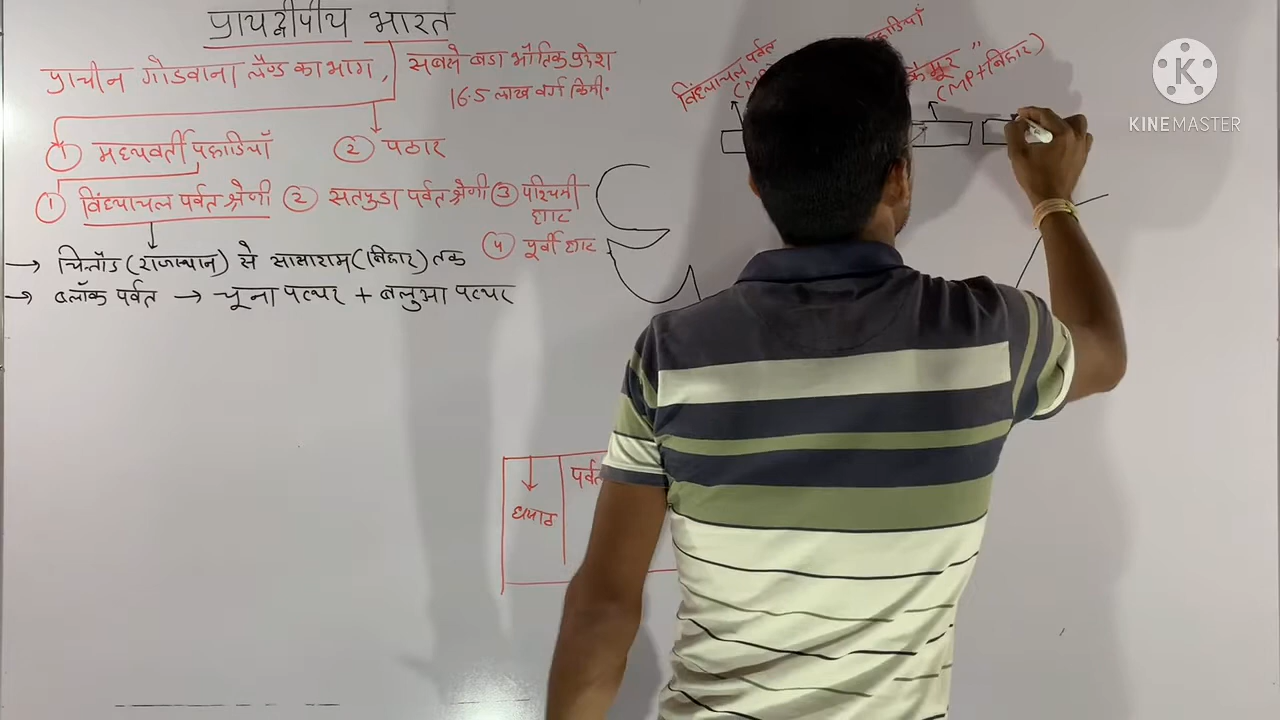 प्रायद्वीपीय भारत
प्राचीन गोंडवाना लैण्ड का भाग,
सबसे बडा भौतिक प्रदेश
16.5 लाख वर्ग किमी.
① मध्यवर्ती पहाडियाँ
② पठार
① विंध्याचल पर्वत श्रेणी ② सतपुडा पर्वत श्रेणी ③ पश्चिमी घाट
④ पूर्वी घाट
→ चित्तौड (राजस्थान) से सासाराम (बिहार) तक
→ ब्लॉक पर्वत → चूना पत्थर + बलुआ पत्थर
विंध्याचल पर्वत
कैमूर"
(MP+बिहार)
पर्वत
KINEMASTER